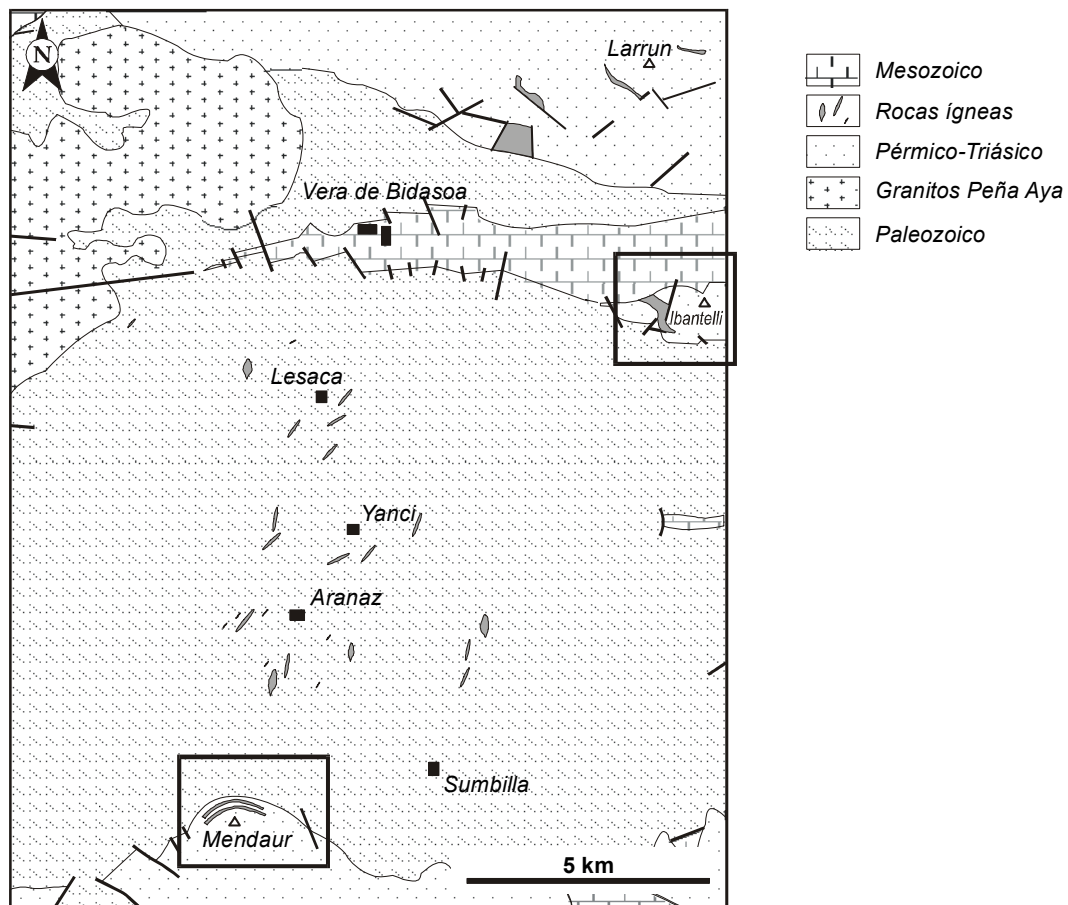 N
Larrun
Vera de Bidasoa
Ibantelli
Lesaca
Yanci
Aranaz
Sumbilla
Mendaur
5 km
Mesozoico
Rocas ígneas
Pérmico-Triásico
Granitos Peña Aya
Paleozoico